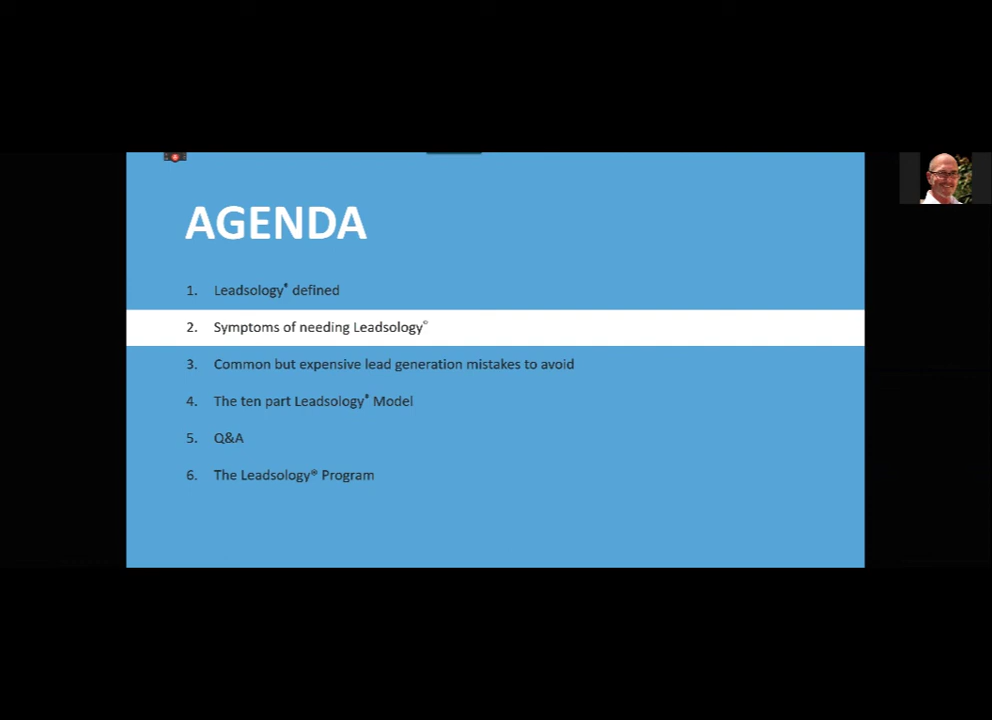 AGENDA
1. Leadsology® defined
2. Symptoms of needing Leadsology©
3. Common but expensive lead generation mistakes to avoid
4. The ten part Leadsology® Model
5. Q&A
6. The Leadsology® Program